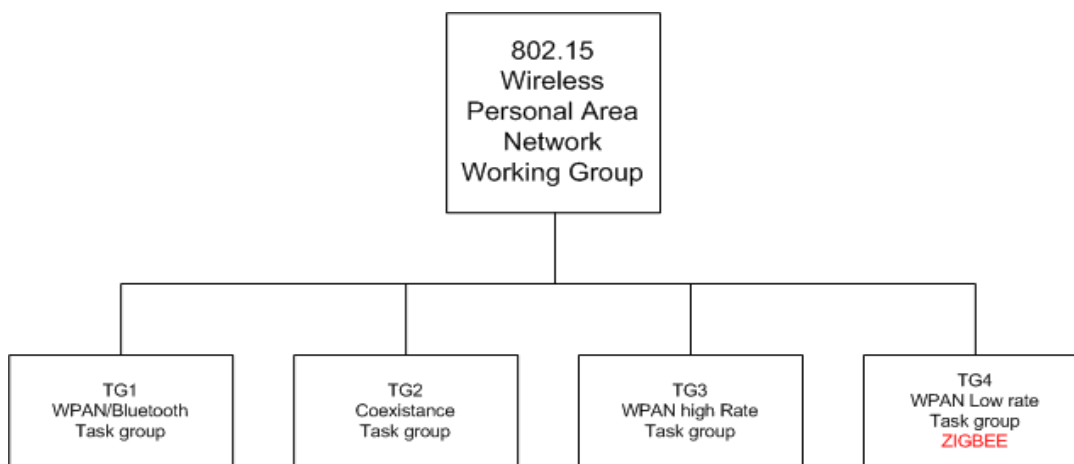 802.15
Wireless
Personal Area
Network
Working Group
TG1
WPAN/Bluetooth
Task group
TG2
Coexistance
Task group
TG3
WPAN high Rate
Task group
TG4
WPAN Low rate
Task group
ZIGBEE